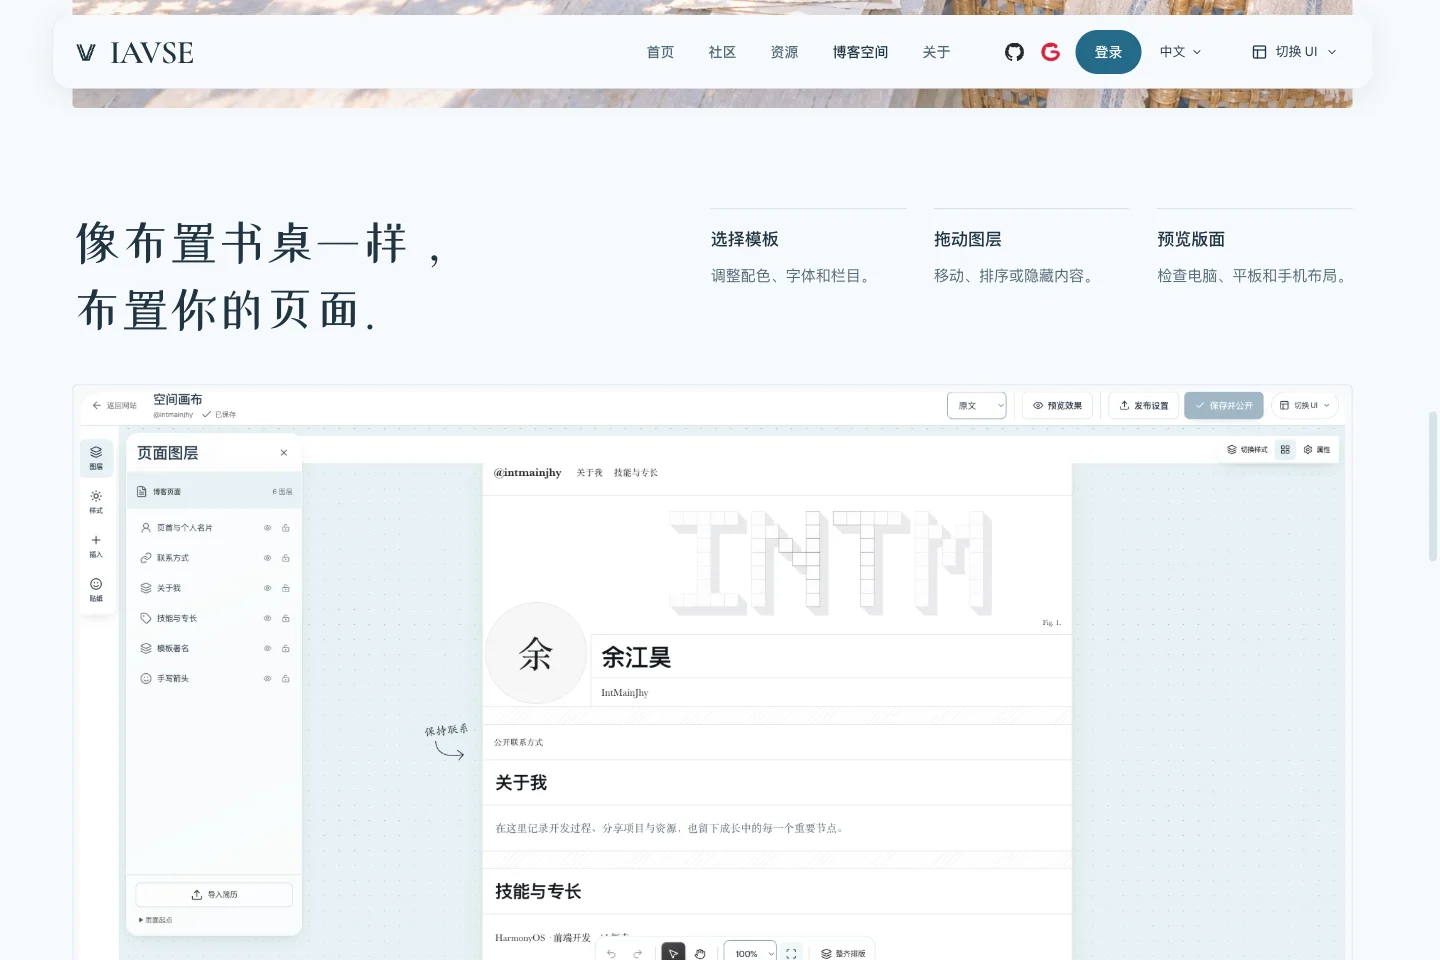 IAVSE
首页 社区 资源 博客空间 关于 登录 中文 切换 UI
像布置书桌一样，
布置你的页面.
选择模板
调整配色、字体和栏目。
拖动图层
移动、排序或隐藏内容。
预览版面
检查电脑、平板和手机布局。
返回网站
空间画布
@intmainjhy 已保存
原文 预览效果 发布设置 保存并公开 切换 UI
图层
样式
插入
贴纸
页面图层
博客页面 6 图层
页首与个人名片
联系方式
关于我
技能与专长
模板署名
手写箭头
导入简历
页面起点
切换样式 属性
@intmainjhy 关于我 技能与专长
INTM
Fig. 1.
余
余江昊
IntMainJhy
保持联系
公开联系方式
关于我
在这里记录开发过程、分享项目与资源，也留下成长中的每一个重要节点。
技能与专长
HarmonyOS · 前端开发
100% 整齐排版